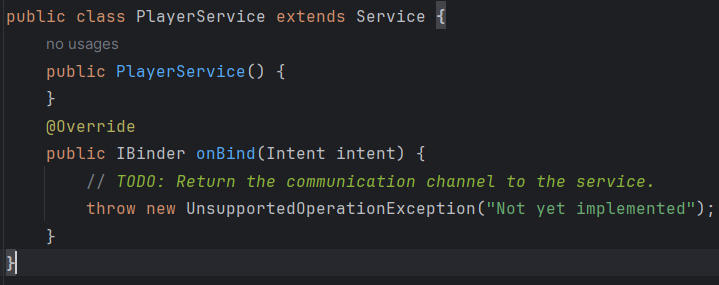 public class PlayerService extends Service {
no usages
public PlayerService() {
}
@Override
public IBinder onBind(Intent intent) {
// TODO: Return the communication channel to the service.
throw new UnsupportedOperationException("Not yet implemented");
}
}